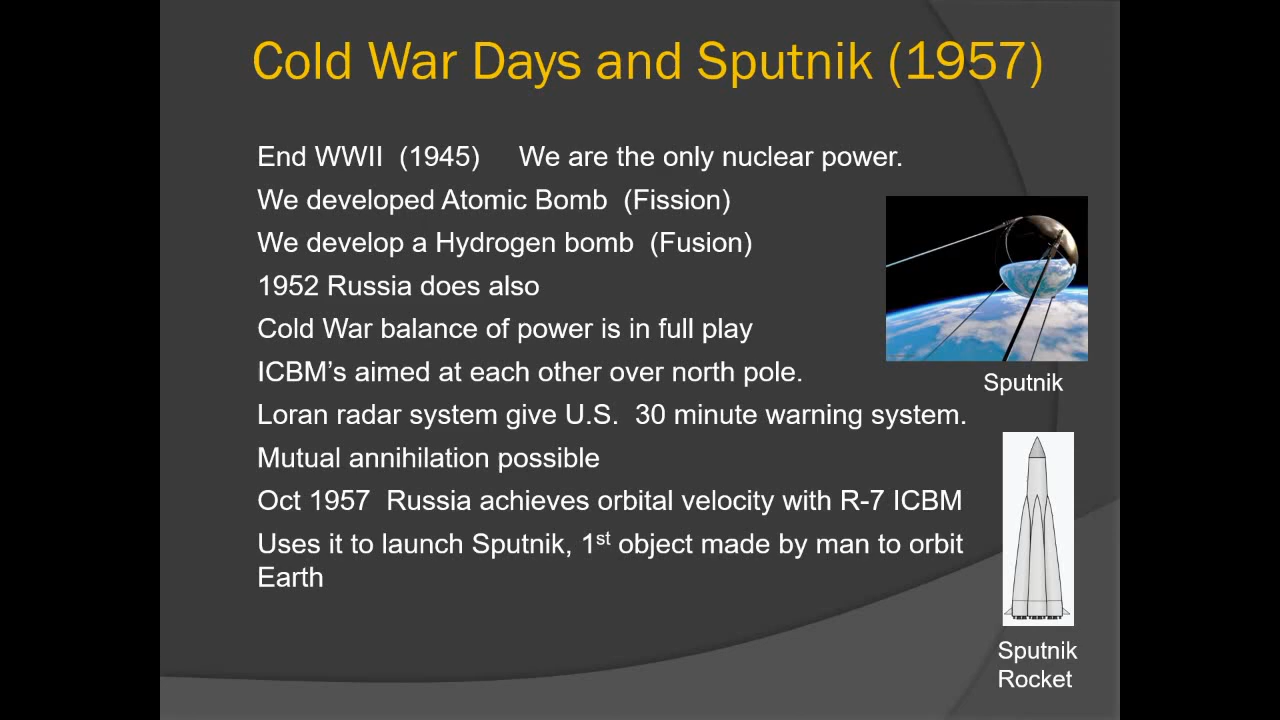 Cold War Days and Sputnik (1957)
End WWII (1945) We are the only nuclear power.
We developed Atomic Bomb (Fission)
We develop a Hydrogen bomb (Fusion)
1952 Russia does also
Cold War balance of power is in full play
ICBM’s aimed at each other over north pole.
Loran radar system give U.S. 30 minute warning system.
Mutual annihilation possible
Oct 1957 Russia achieves orbital velocity with R-7 ICBM
Uses it to launch Sputnik, 1st object made by man to orbit
Earth
Sputnik
Sputnik
Rocket